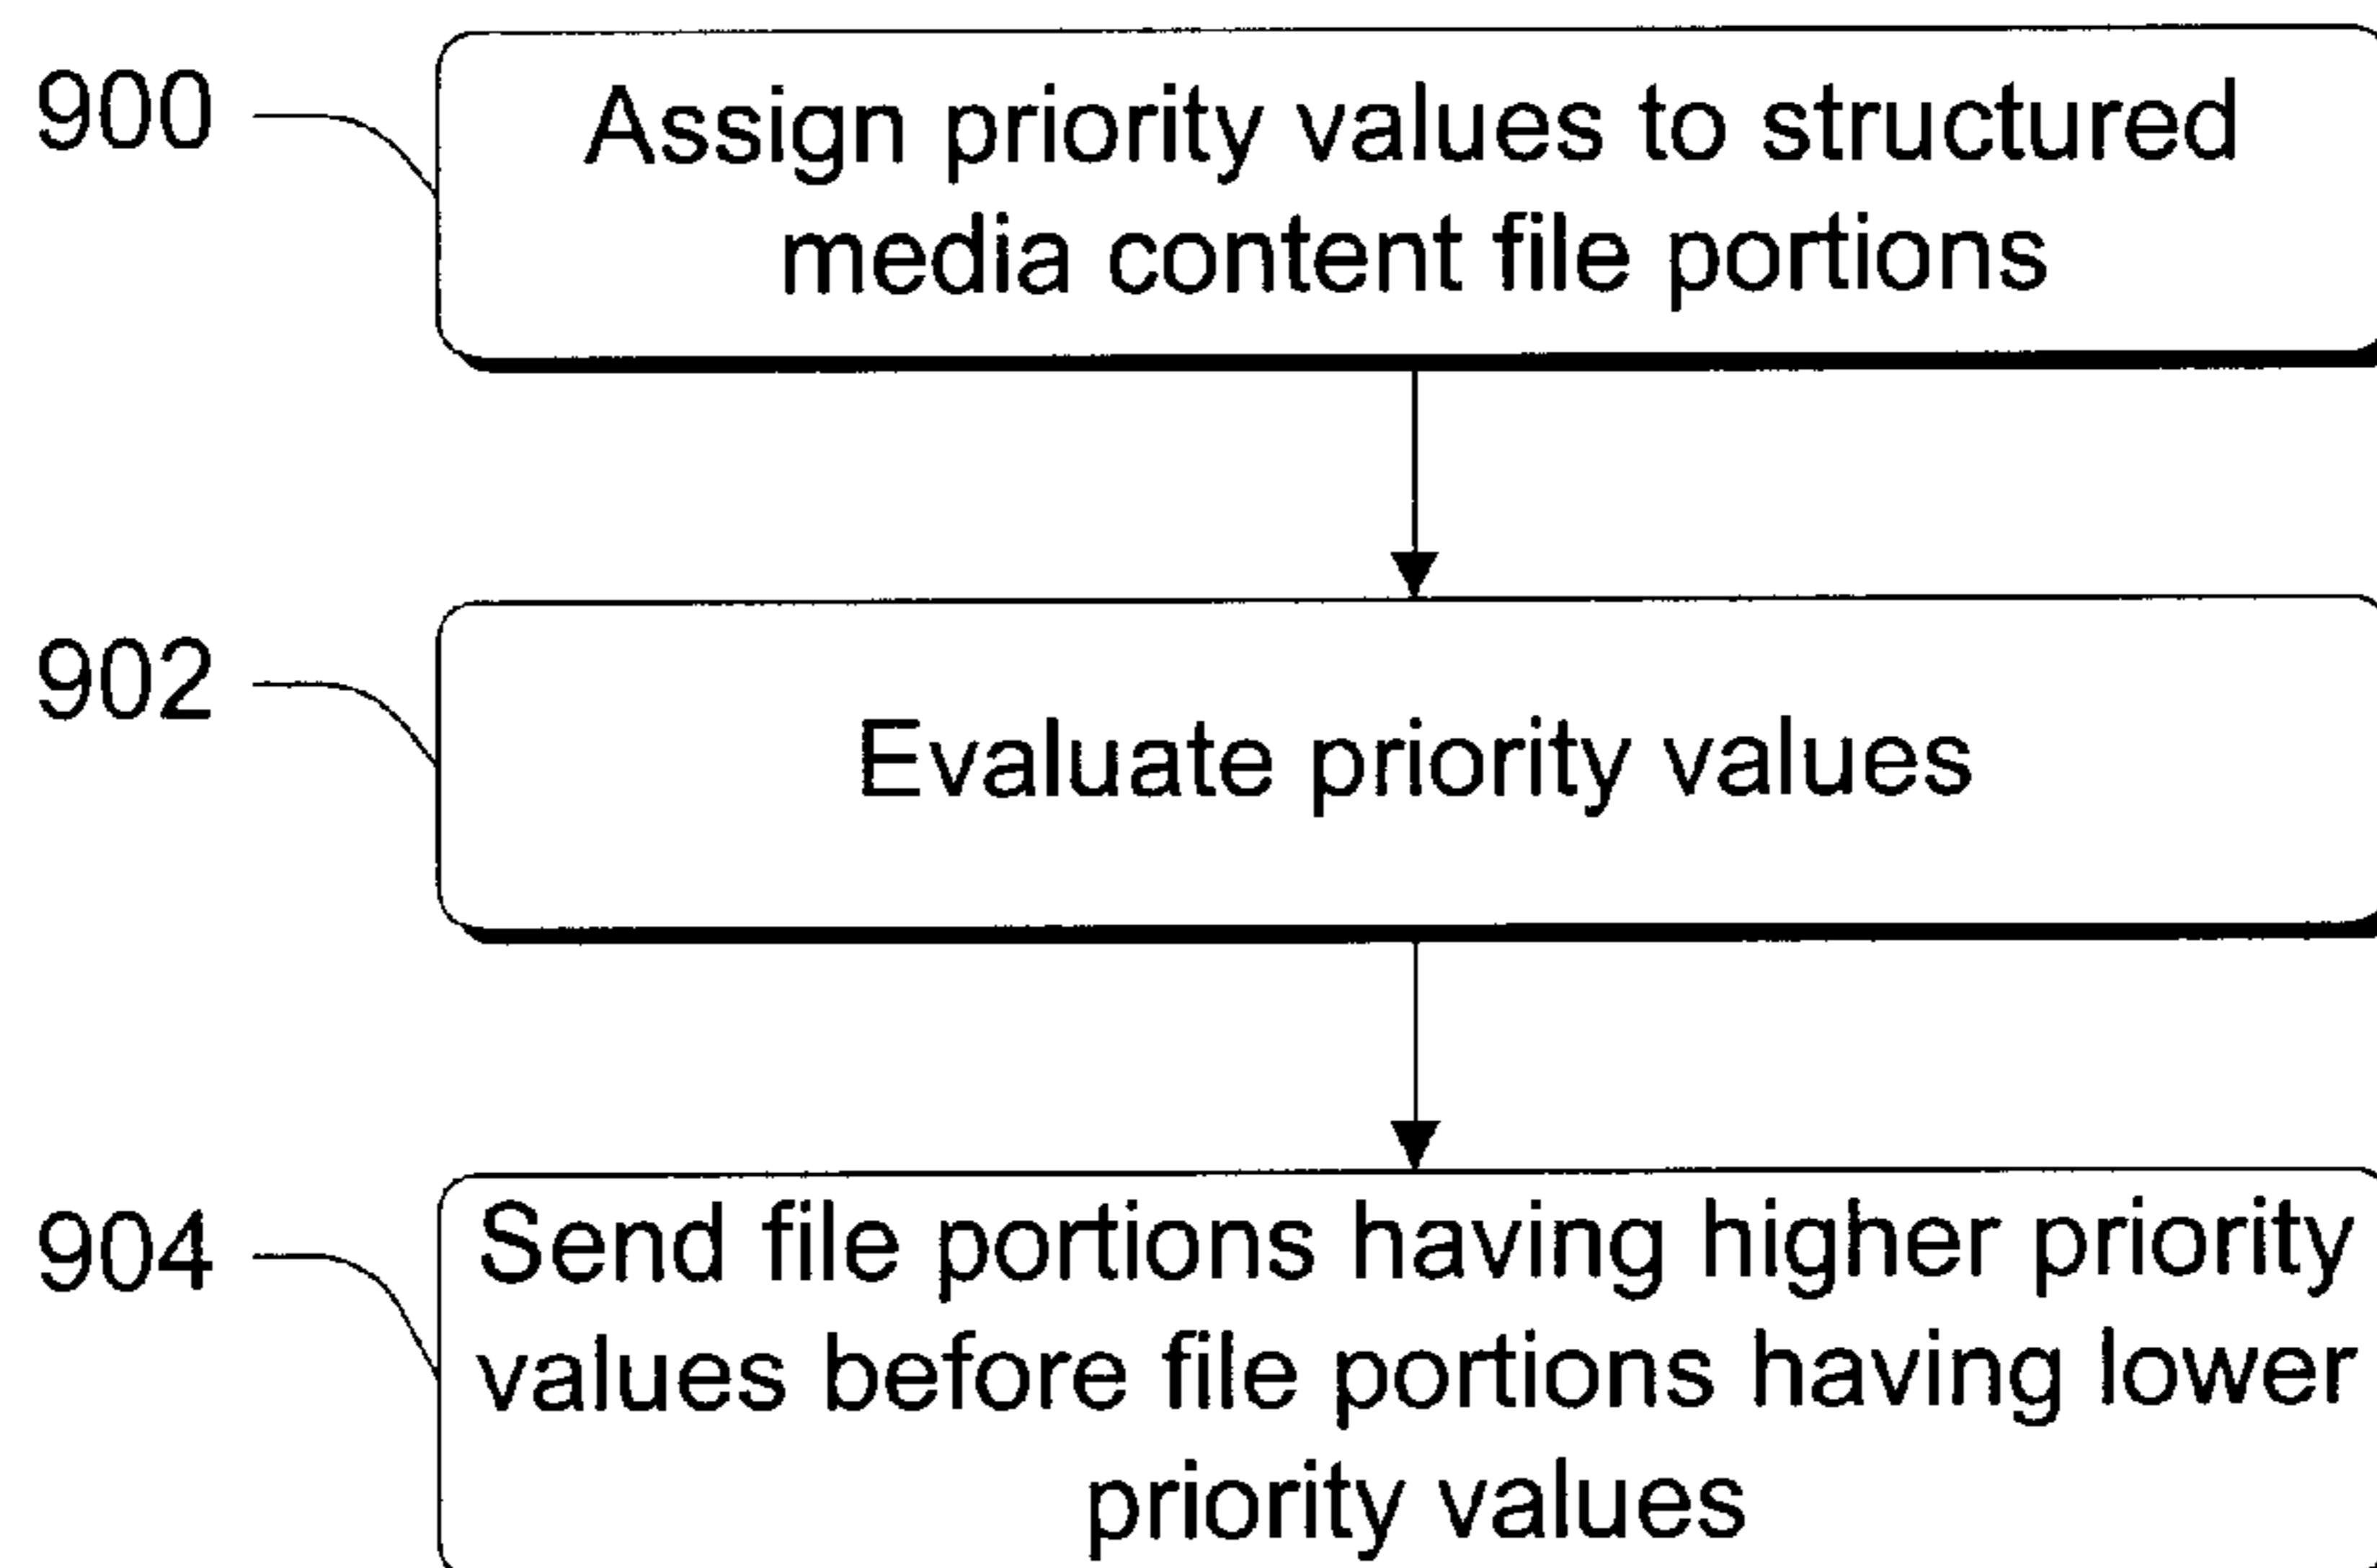 900
Assign priority values to structured
media content file portions
902
Evaluate priority values
904
Send file portions having higher priority
values before file portions having lower
priority values